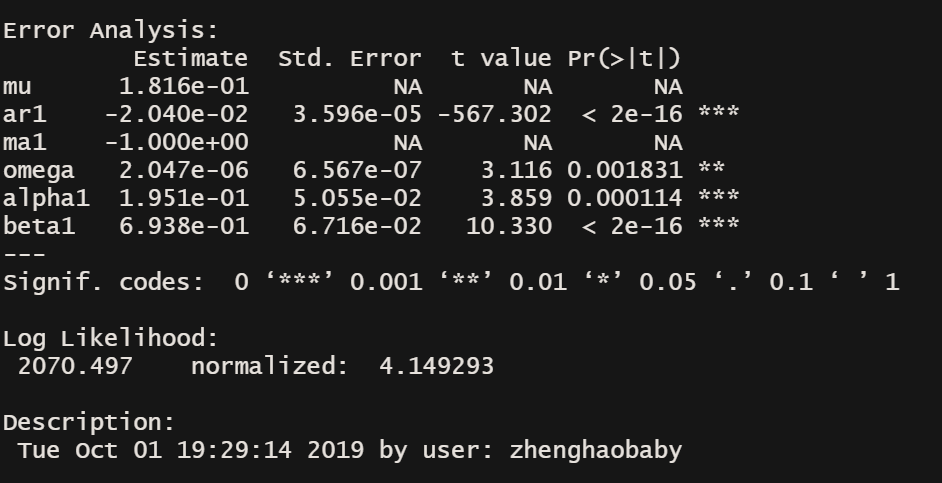 Error Analysis:
         Estimate  Std. Error  t value Pr(>|t|)
mu      1.816e-01          NA       NA       NA
ar1    -2.040e-02   3.596e-05 -567.302  < 2e-16 ***
ma1    -1.000e+00          NA       NA       NA
omega   2.047e-06   6.567e-07    3.116 0.001831 **
alpha1  1.951e-01   5.055e-02    3.859 0.000114 ***
beta1   6.938e-01   6.716e-02   10.330  < 2e-16 ***
---
Signif. codes:  0 ‘***’ 0.001 ‘**’ 0.01 ‘*’ 0.05 ‘.’ 0.1 ‘ ’ 1
Log Likelihood:
 2070.497    normalized:  4.149293
Description:
 Tue Oct 01 19:29:14 2019 by user: zhenghaobaby